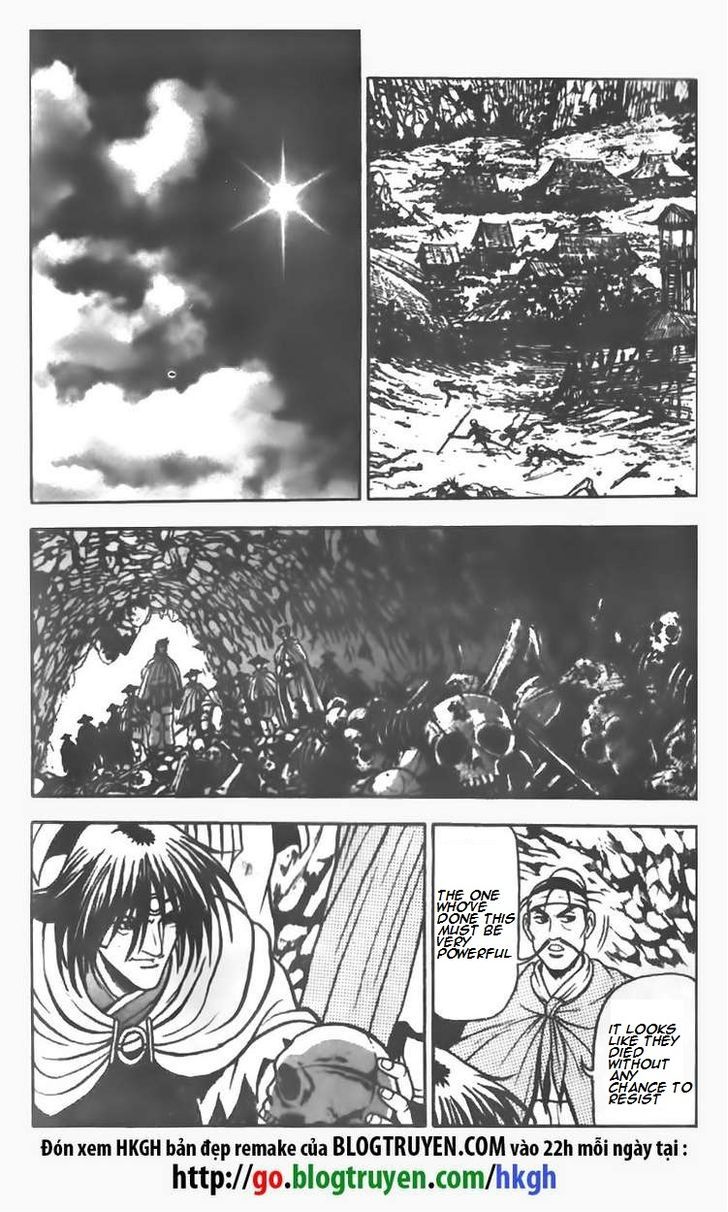 THE ONE
WHO'VE
DONE THIS
MUST BE
VERY
POWERFUL
IT LOOKS
LIKE THEY
DIED
WITHOUT
ANY
CHANCE TO
RESIST
Đón xem HKGH bản đẹp remake của BLOGTRUYEN.COM vào 22h mỗi ngày tại :
http://go.blogtruyen.com/hkgh